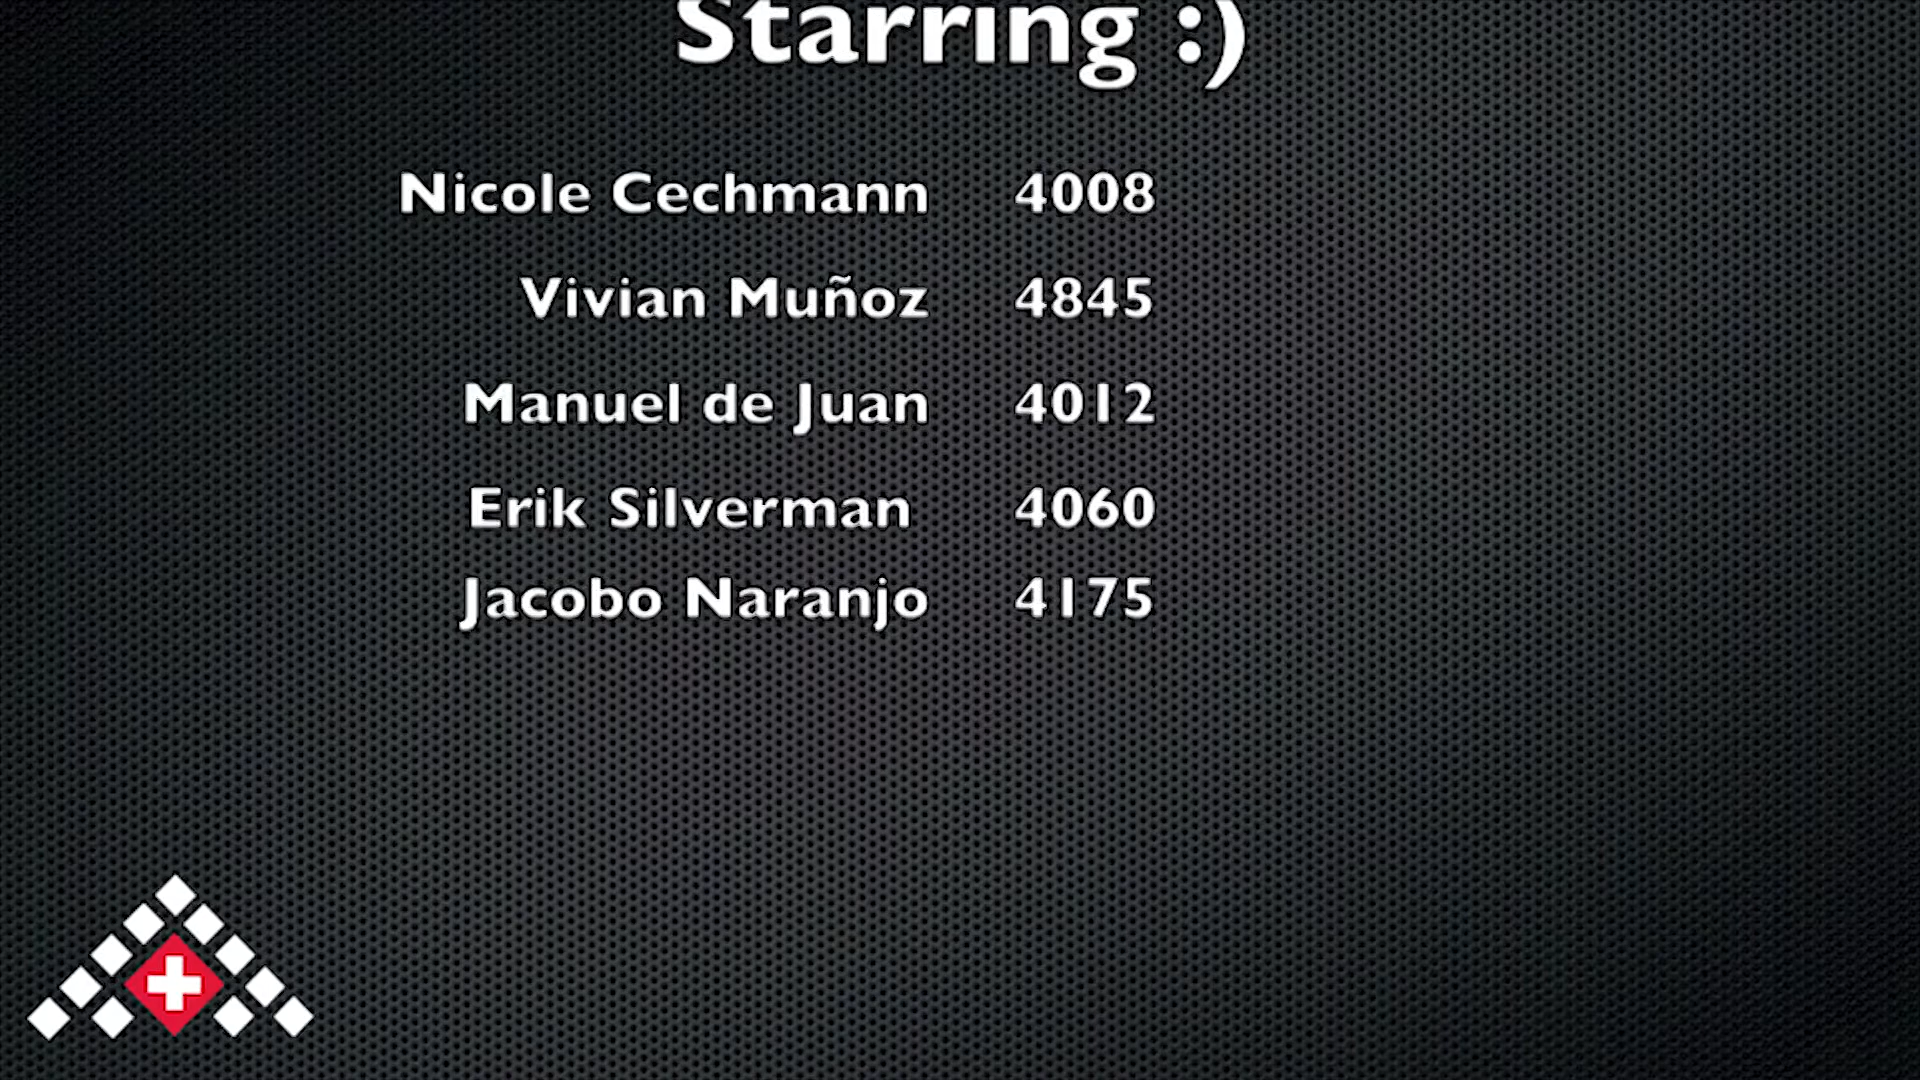 Starring :)
Nicole Cechmann 4008
Vivian Muñoz 4845
Manuel de Juan 4012
Erik Silverman 4060
Jacobo Naranjo 4175